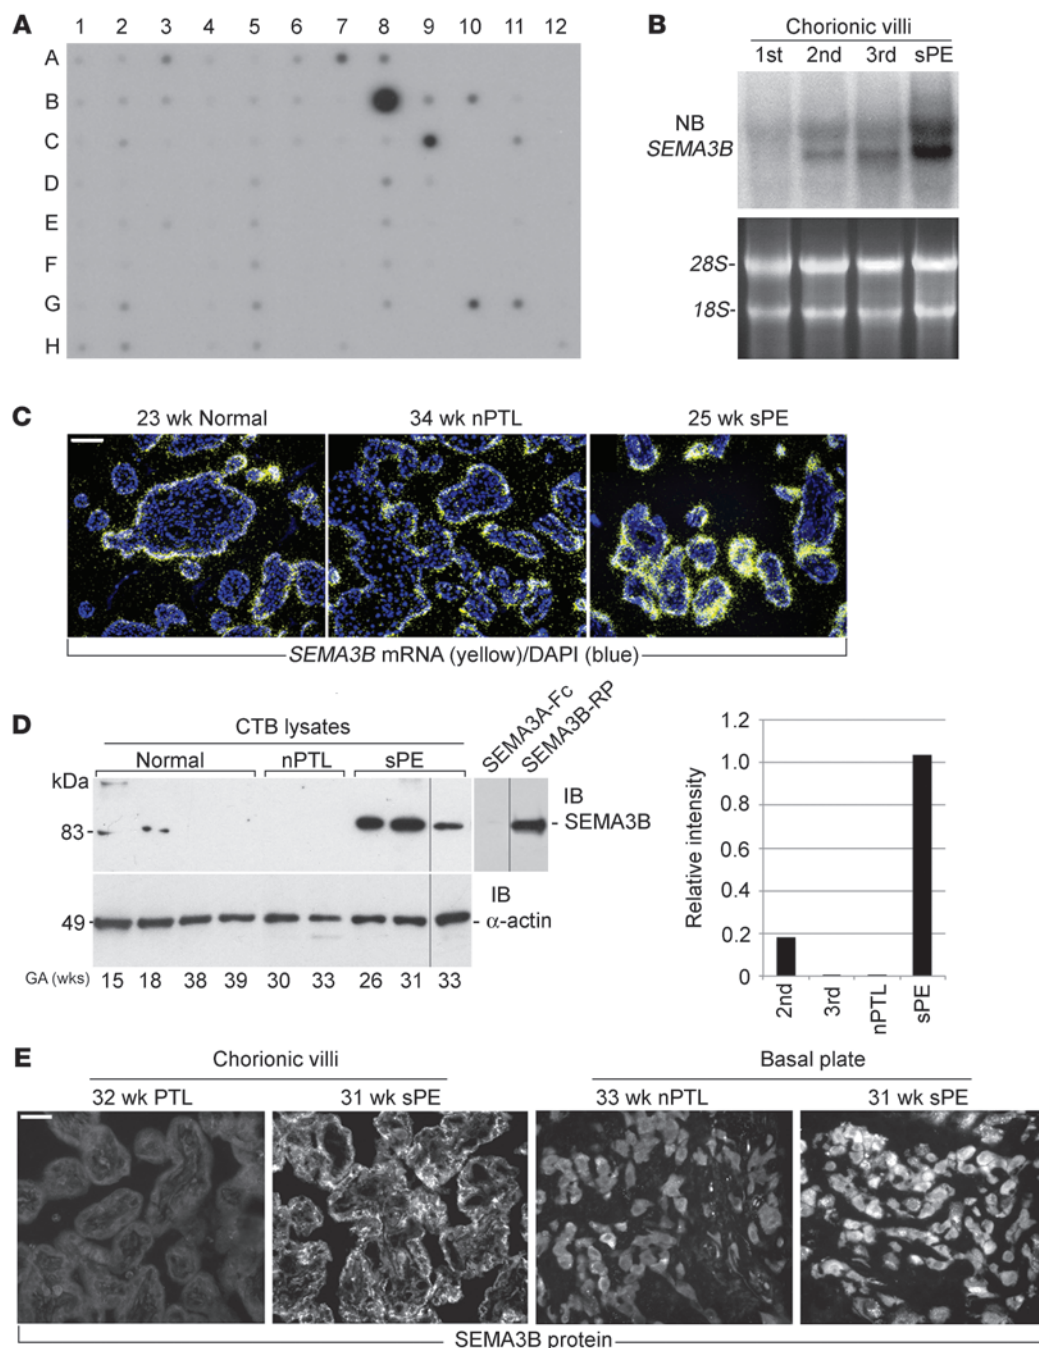 A
1 2 3 4 5 6 7 8 9 10 11 12
A
B
C
D
E
F
G
H
B
Chorionic villi
1st 2nd 3rd sPE
NB
SEMA3B
28S-
18S-
C
23 wk Normal 34 wk nPTL 25 wk sPE
SEMA3B mRNA (yellow)/DAPI (blue)
D
CTB lysates
Normal nPTL sPE
SEMA3A-Fc
SEMA3B-RP
kDa
83-
IB
- SEMA3B
49-
IB
- α-actin
GA (wks) 15 18 38 39 30 33 26 31 33
Relative intensity
1.2
1.0
0.8
0.6
0.4
0.2
0
2nd
3rd
nPTL
sPE
E
Chorionic villi Basal plate
32 wk PTL 31 wk sPE 33 wk nPTL 31 wk sPE
SEMA3B protein